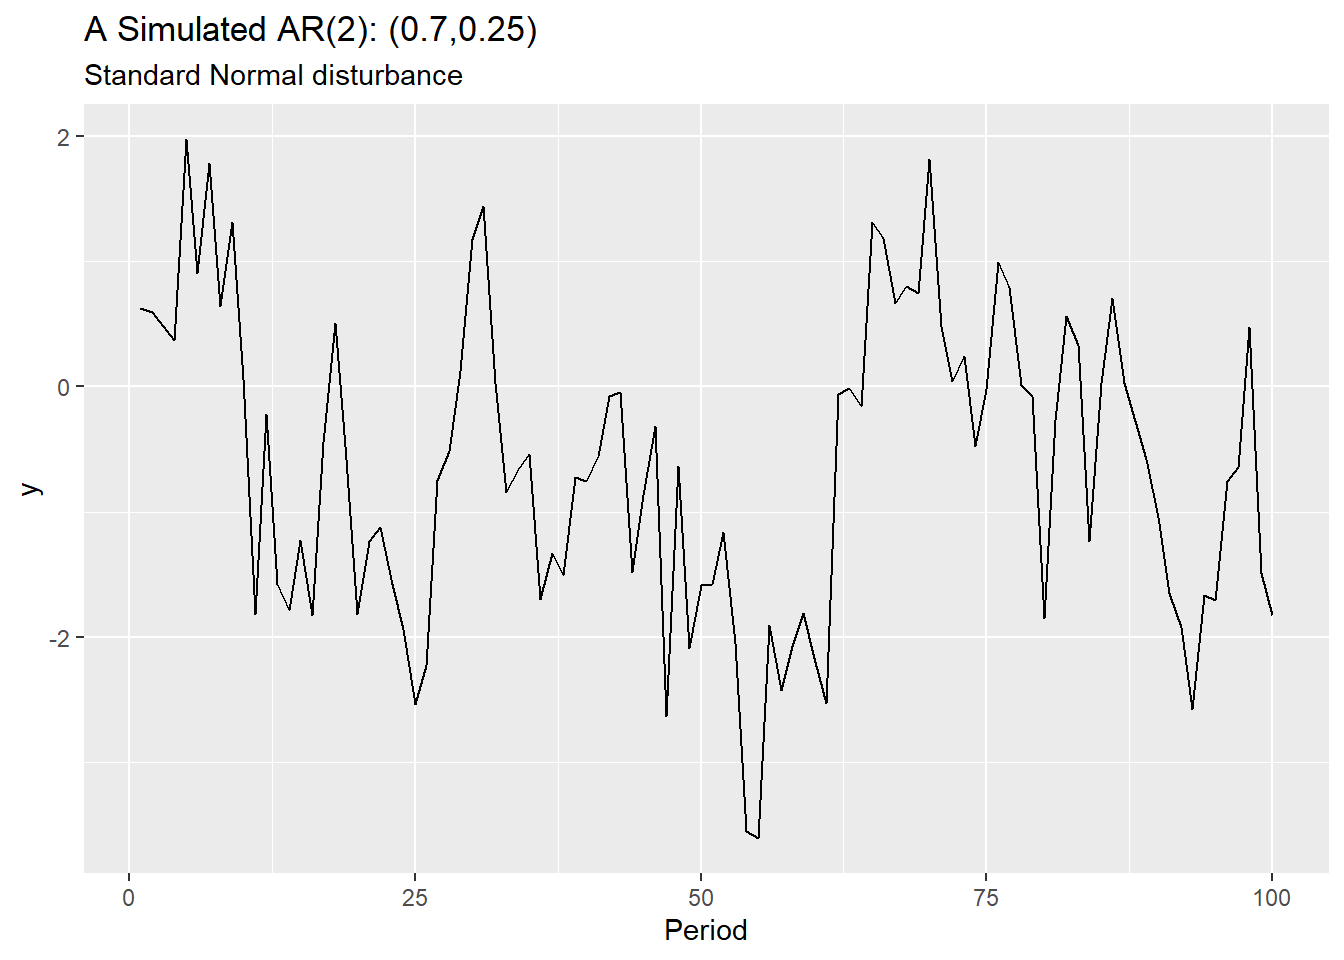 A Simulated AR(2): (0.7,0.25)
Standard Normal disturbance
2
0
-2
y
0 25 50 75 100
Period